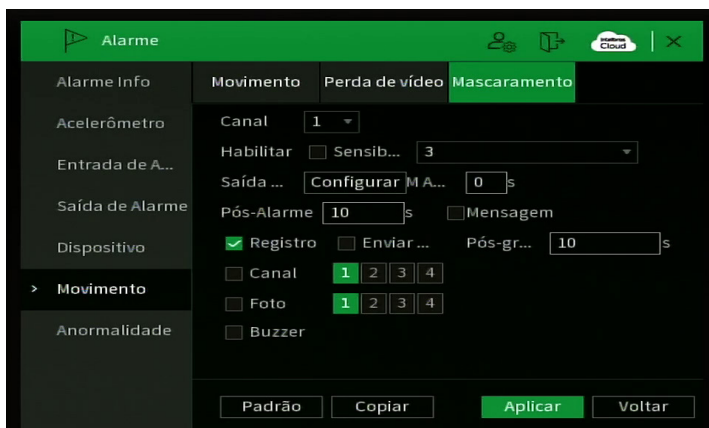 Alarme
intelbras Cloud
Alarme Info
Acelerômetro
Entrada de A...
Saída de Alarme
Dispositivo
> Movimento
Anormalidade
Movimento Perda de vídeo Mascaramento
Canal 1
Habilitar Sensib... 3
Saída ... Configurar M A... 0 s
Pós-Alarme 10 s Mensagem
Registro Enviar ... Pós-gr... 10 s
Canal 1 2 3 4
Foto 1 2 3 4
Buzzer
Padrão Copiar Aplicar Voltar